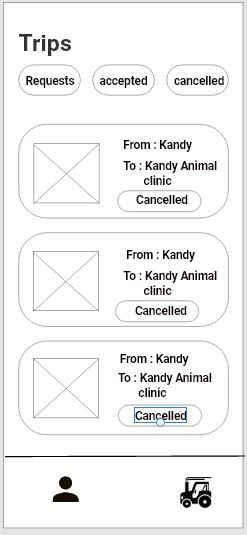 Trips
Requests accepted cancelled
From : Kandy
To : Kandy Animal
clinic
Cancelled
From : Kandy
To : Kandy Animal
clinic
Cancelled
From : Kandy
To : Kandy Animal
clinic
Cancelled